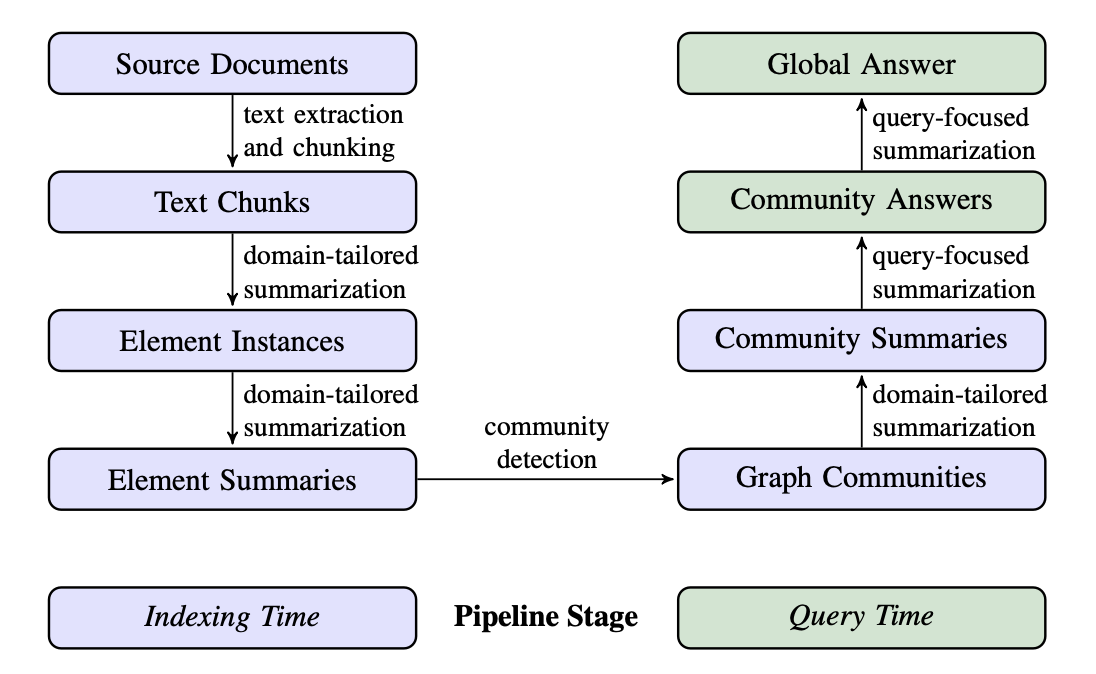 Source Documents
text extraction
and chunking
Text Chunks
domain-tailored
summarization
Element Instances
domain-tailored
summarization
Element Summaries
community
detection
Graph Communities
domain-tailored
summarization
Community Summaries
query-focused
summarization
Community Answers
query-focused
summarization
Global Answer
Indexing Time
Pipeline Stage
Query Time